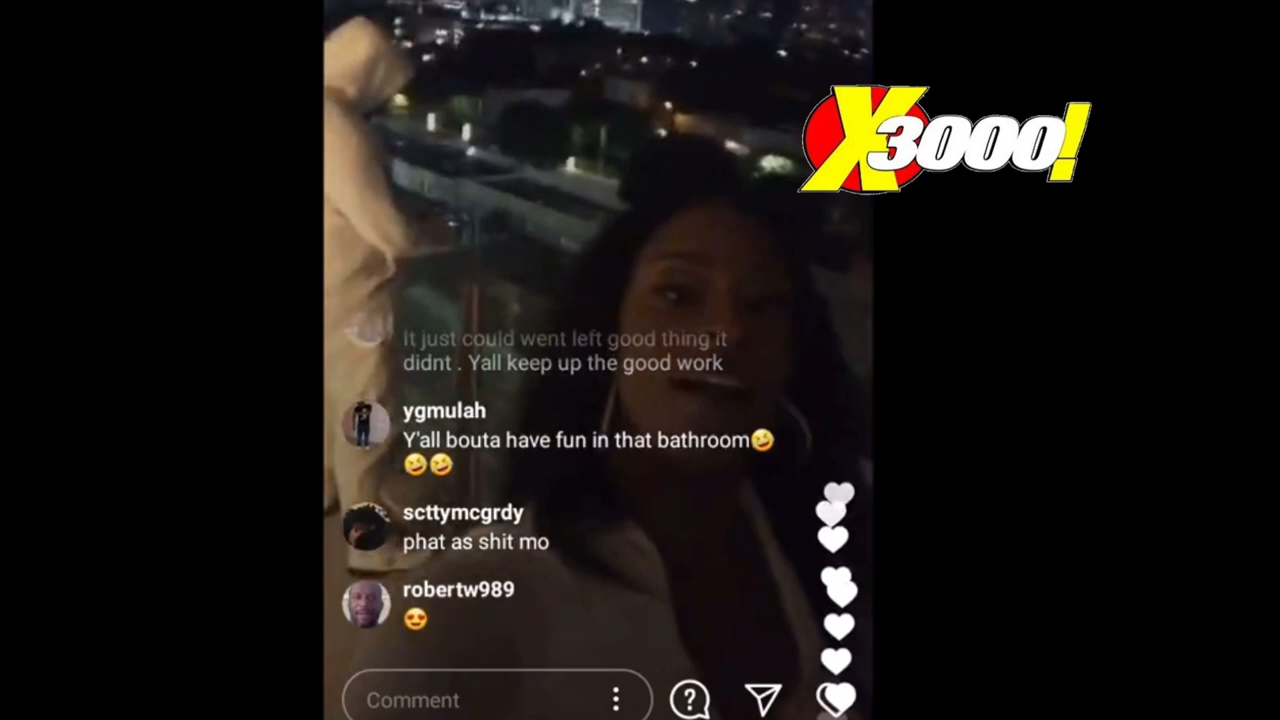 X3000!
It just could went left good thing it
didnt . Yall keep up the good work
ygmulah
Y'all bouta have fun in that bathroom🤣
🤣🤣
scttymcgrdy
phat as shit mo
robertw989
😍
Comment
?